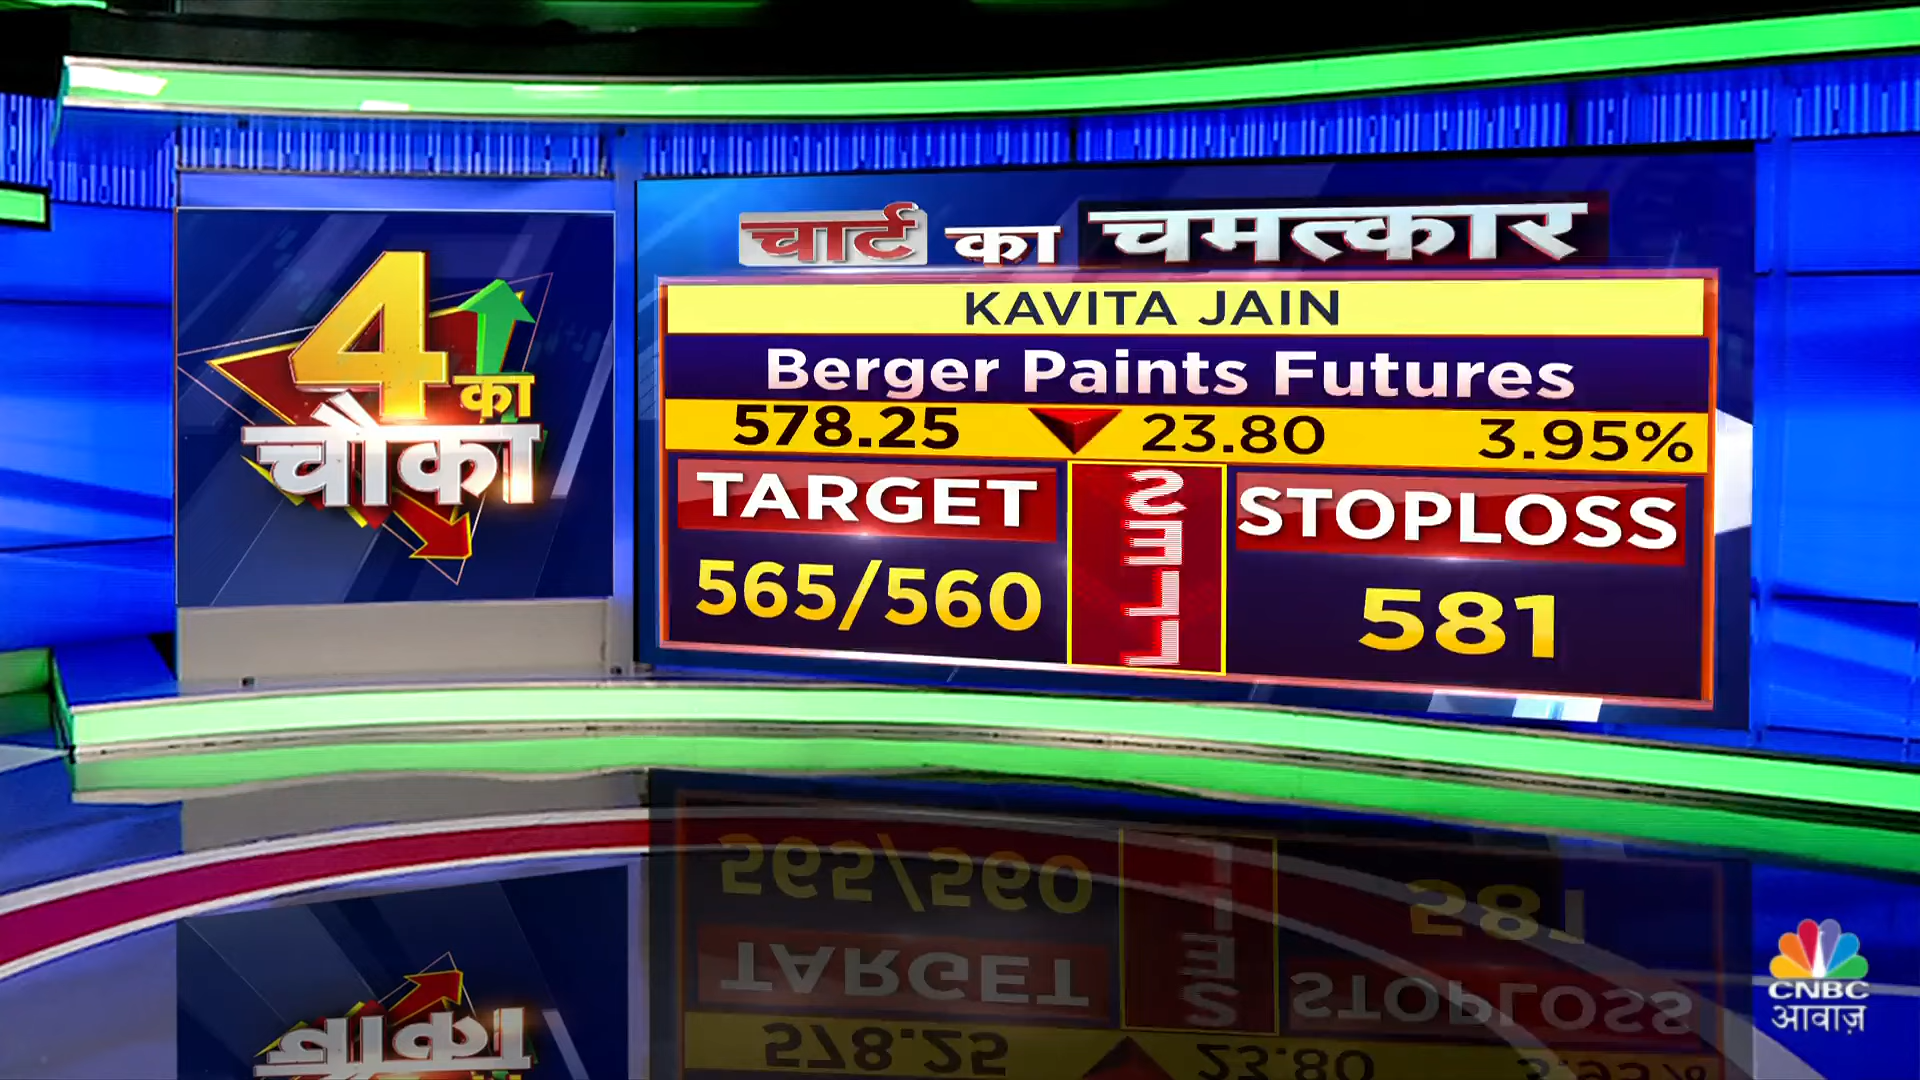 4 का
चौका
चार्ट का चमत्कार
KAVITA JAIN
Berger Paints Futures
578.25 23.80 3.95%
TARGET
565/560
SELL
STOPLOSS
581
CNBC
आवाज़